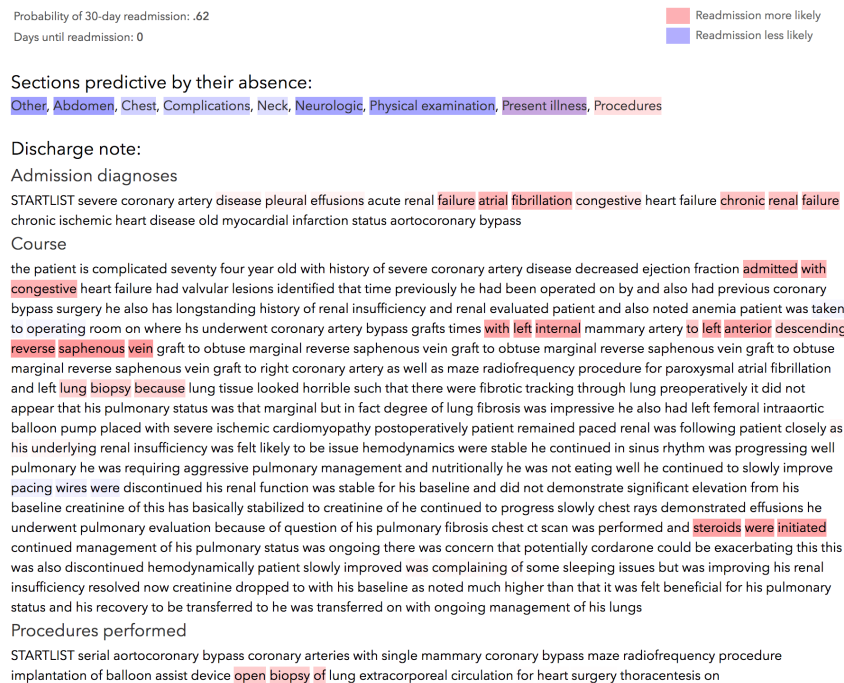 Probability of 30-day readmission: .62
Readmission more likely
Days until readmission: 0
Readmission less likely
Sections predictive by their absence:
Other, Abdomen, Chest, Complications, Neck, Neurologic, Physical examination, Present illness, Procedures
Discharge note:
Admission diagnoses
STARTLIST severe coronary artery disease pleural effusions acute renal failure atrial fibrillation congestive heart failure chronic renal failure
chronic ischemic heart disease old myocardial infarction status aortocoronary bypass
Course
the patient is complicated seventy four year old with history of severe coronary artery disease decreased ejection fraction admitted with
congestive heart failure had valvular lesions identified that time previously he had been operated on by and also had previous coronary
bypass surgery he also has longstanding history of renal insufficiency and renal evaluated patient and also noted anemia patient was taken
to operating room on where hs underwent coronary artery bypass grafts times with left internal mammary artery to left anterior descending
reverse saphenous vein graft to obtuse marginal reverse saphenous vein graft to obtuse marginal reverse saphenous vein graft to obtuse
marginal reverse saphenous vein graft to right coronary artery as well as maze radiofrequency procedure for paroxysmal atrial fibrillation
and left lung biopsy because lung tissue looked horrible such that there were fibrotic tracking through lung preoperatively it did not
appear that his pulmonary status was that marginal but in fact degree of lung fibrosis was impressive he also had left femoral intraaortic
balloon pump placed with severe ischemic cardiomyopathy postoperatively patient remained paced renal was following patient closely as
his underlying renal insufficiency was felt likely to be issue hemodynamics were stable he continued in sinus rhythm was progressing well
pulmonary he was requiring aggressive pulmonary management and nutritionally he was not eating well he continued to slowly improve
pacing wires were discontinued his renal function was stable for his baseline and did not demonstrate significant elevation from his
baseline creatinine of this has basically stabilized to creatinine of he continued to progress slowly chest rays demonstrated effusions he
underwent pulmonary evaluation because of question of his pulmonary fibrosis chest ct scan was performed and steroids were initiated
continued management of his pulmonary status was ongoing there was concern that potentially cordarone could be exacerbating this this
was also discontinued hemodynamically patient slowly improved was complaining of some sleeping issues but was improving his renal
insufficiency resolved now creatinine dropped to with his baseline as noted much higher than that it was felt beneficial for his pulmonary
status and his recovery to be transferred to he was transferred on with ongoing management of his lungs
Procedures performed
STARTLIST serial aortocoronary bypass coronary arteries with single mammary coronary bypass maze radiofrequency procedure
implantation of balloon assist device open biopsy of lung extracorporeal circulation for heart surgery thoracentesis on